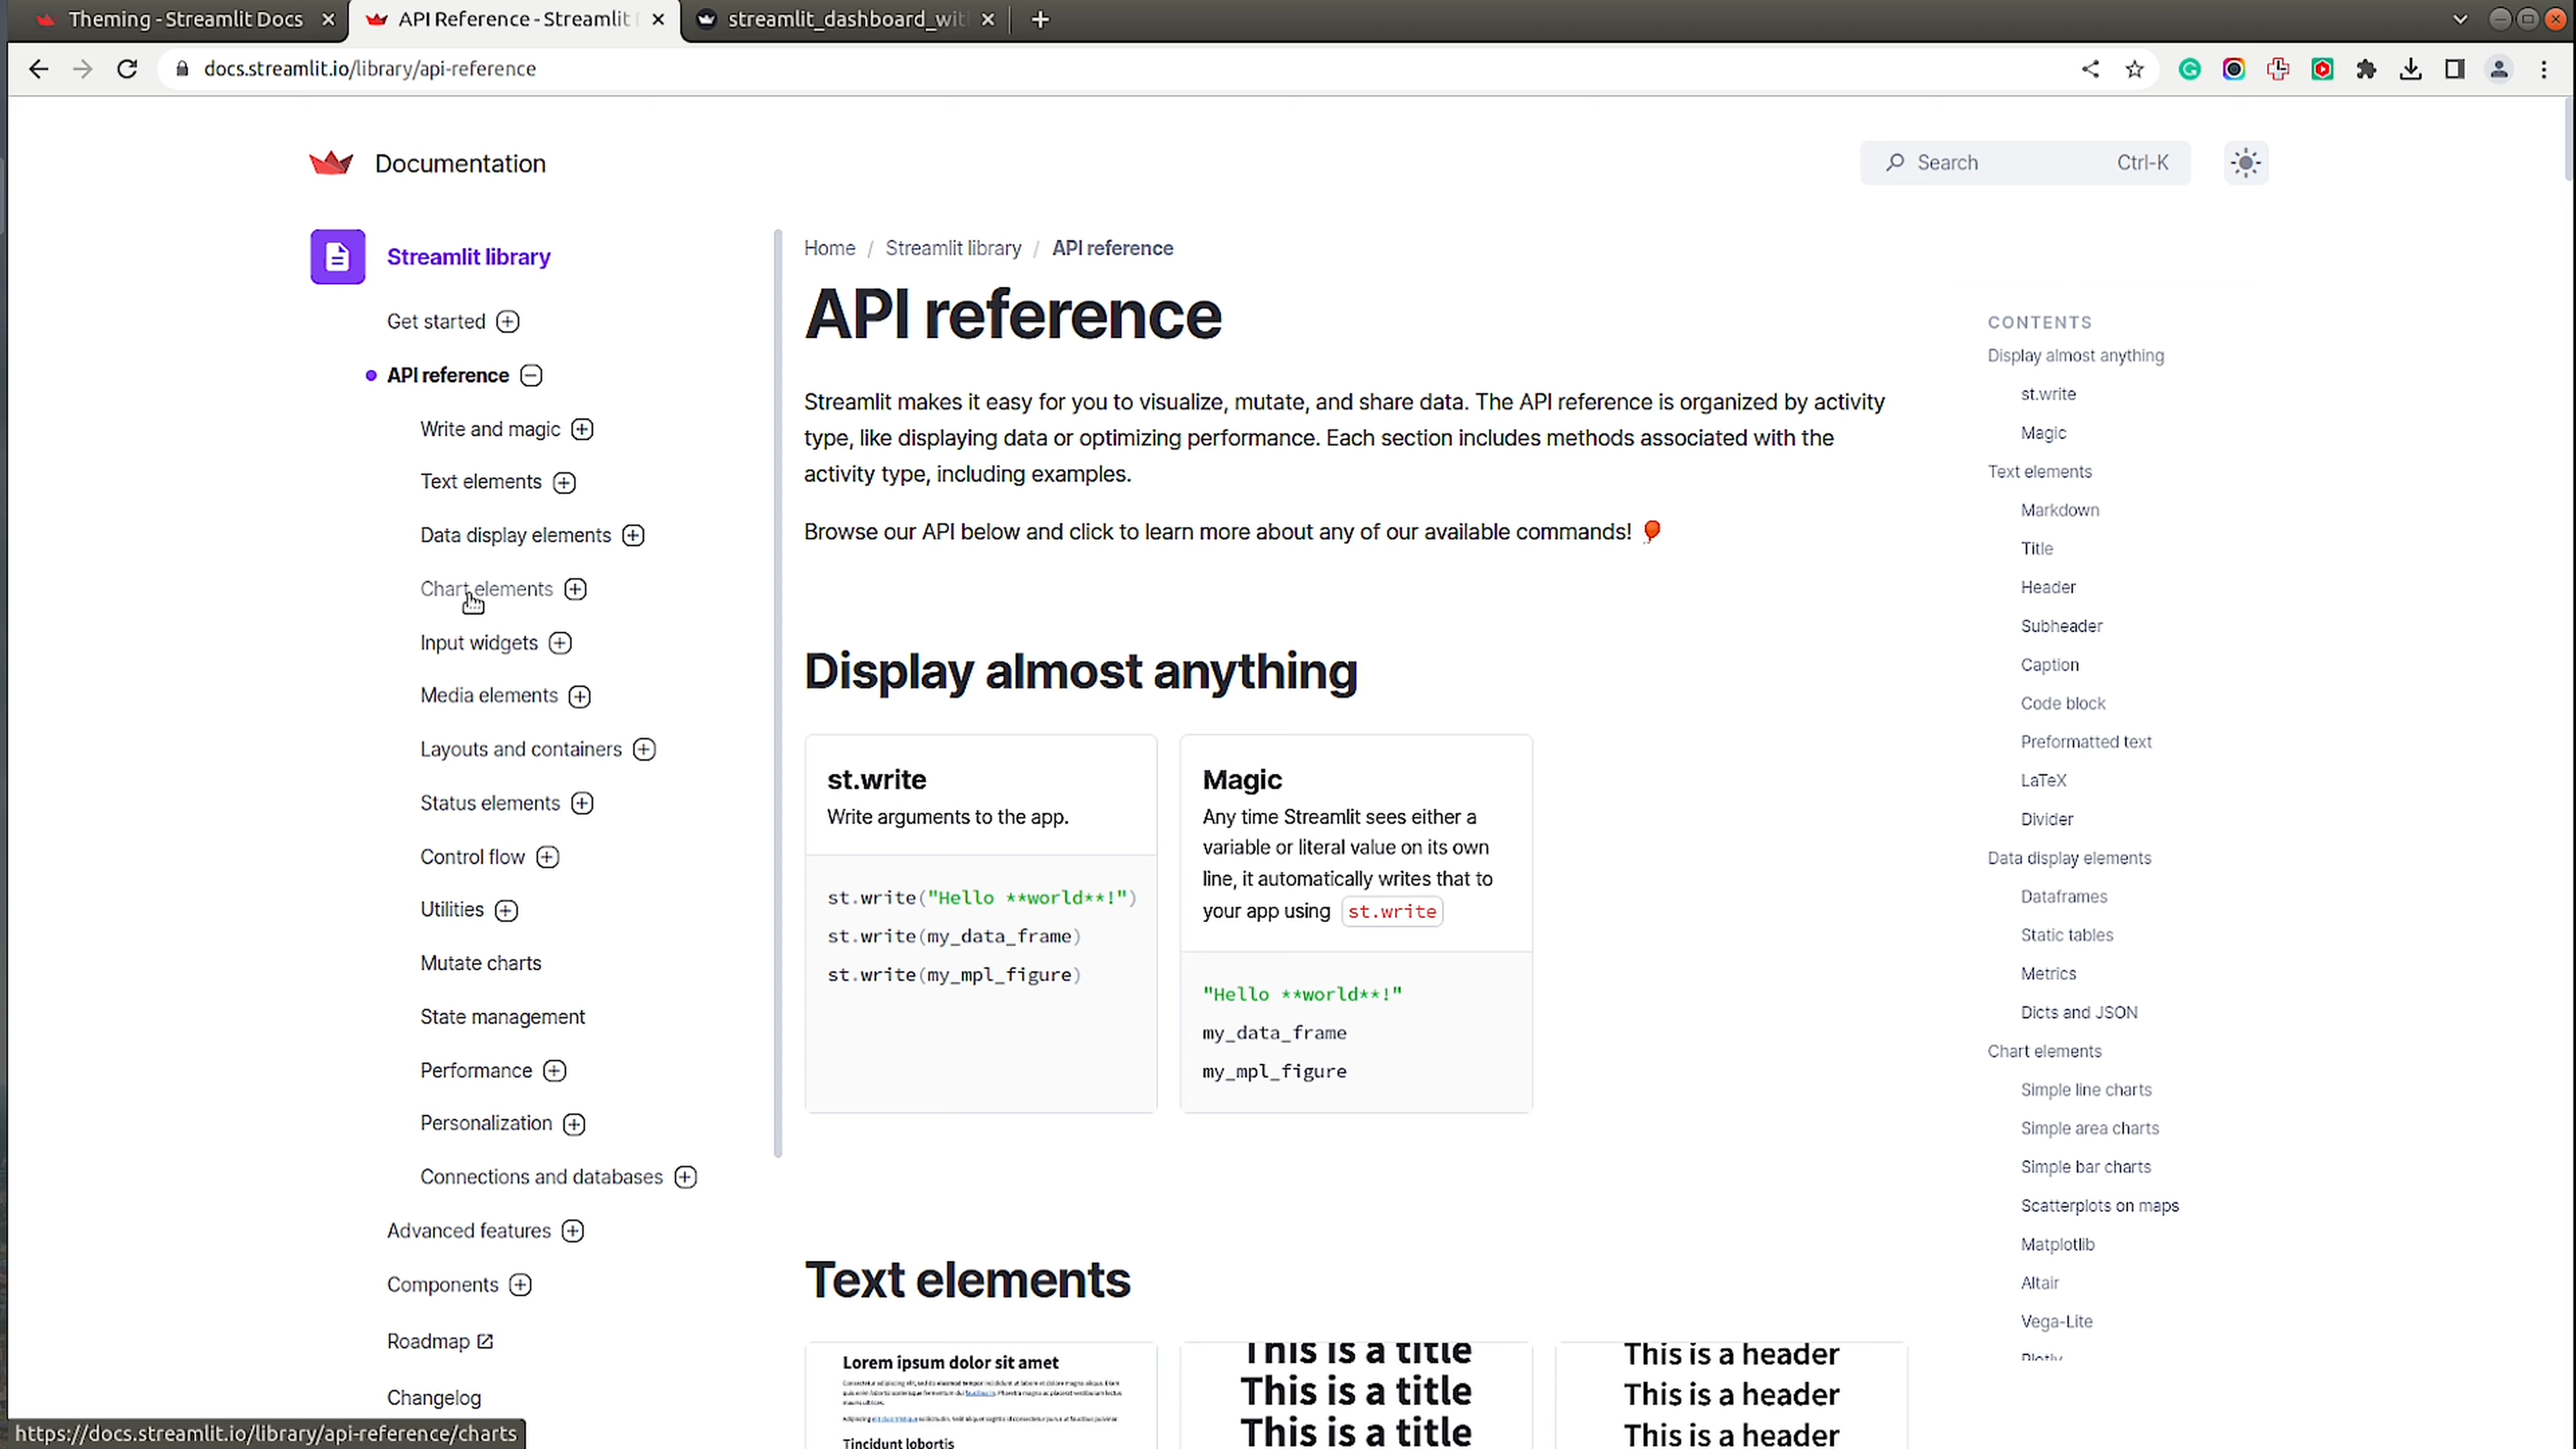 Theming - Streamlit Docs
API Reference - Streamlit
streamlit_dashboard_wit
docs.streamlit.io/library/api-reference
Documentation
Search Ctrl-K
Streamlit library
Get started
API reference
Write and magic
Text elements
Data display elements
Chart elements
Input widgets
Media elements
Layouts and containers
Status elements
Control flow
Utilities
Mutate charts
State management
Performance
Personalization
Connections and databases
Advanced features
Components
Roadmap
Changelog
Home / Streamlit library / API reference
API reference
Streamlit makes it easy for you to visualize, mutate, and share data. The API reference is organized by activity
type, like displaying data or optimizing performance. Each section includes methods associated with the
activity type, including examples.
Browse our API below and click to learn more about any of our available commands! 🎈
Display almost anything
st.write
Write arguments to the app.
st.write("Hello **world**!")
st.write(my_data_frame)
st.write(my_mpl_figure)
Magic
Any time Streamlit sees either a
variable or literal value on its own
line, it automatically writes that to
your app using st.write
"Hello **world**!"
my_data_frame
my_mpl_figure
Text elements
Lorem ipsum dolor sit amet
Tincidunt lobortis
This is a title
This is a title
This is a title
This is a header
This is a header
This is a header
CONTENTS
Display almost anything
st.write
Magic
Text elements
Markdown
Title
Header
Subheader
Caption
Code block
Preformatted text
LaTeX
Divider
Data display elements
Dataframes
Static tables
Metrics
Dicts and JSON
Chart elements
Simple line charts
Simple area charts
Simple bar charts
Scatterplots on maps
Matplotlib
Altair
Vega-Lite
Plotly
https://docs.streamlit.io/library/api-reference/charts